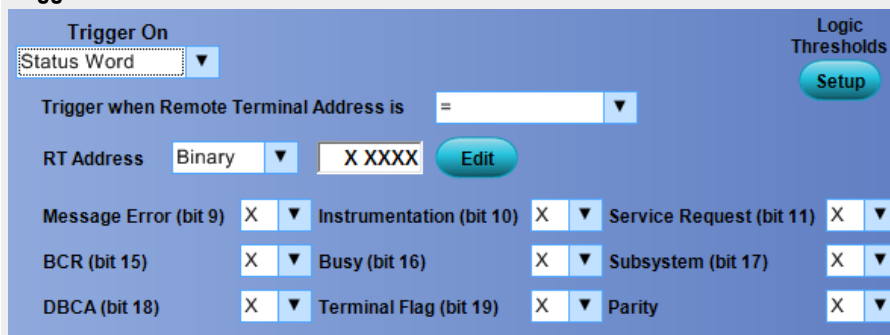 Trigger On
Logic
Thresholds
Status Word
Setup
Trigger when Remote Terminal Address is =
RT Address Binary X XXXX Edit
Message Error (bit 9) X Instrumentation (bit 10) X Service Request (bit 11) X
BCR (bit 15) X Busy (bit 16) X Subsystem (bit 17) X
DBCA (bit 18) X Terminal Flag (bit 19) X Parity X